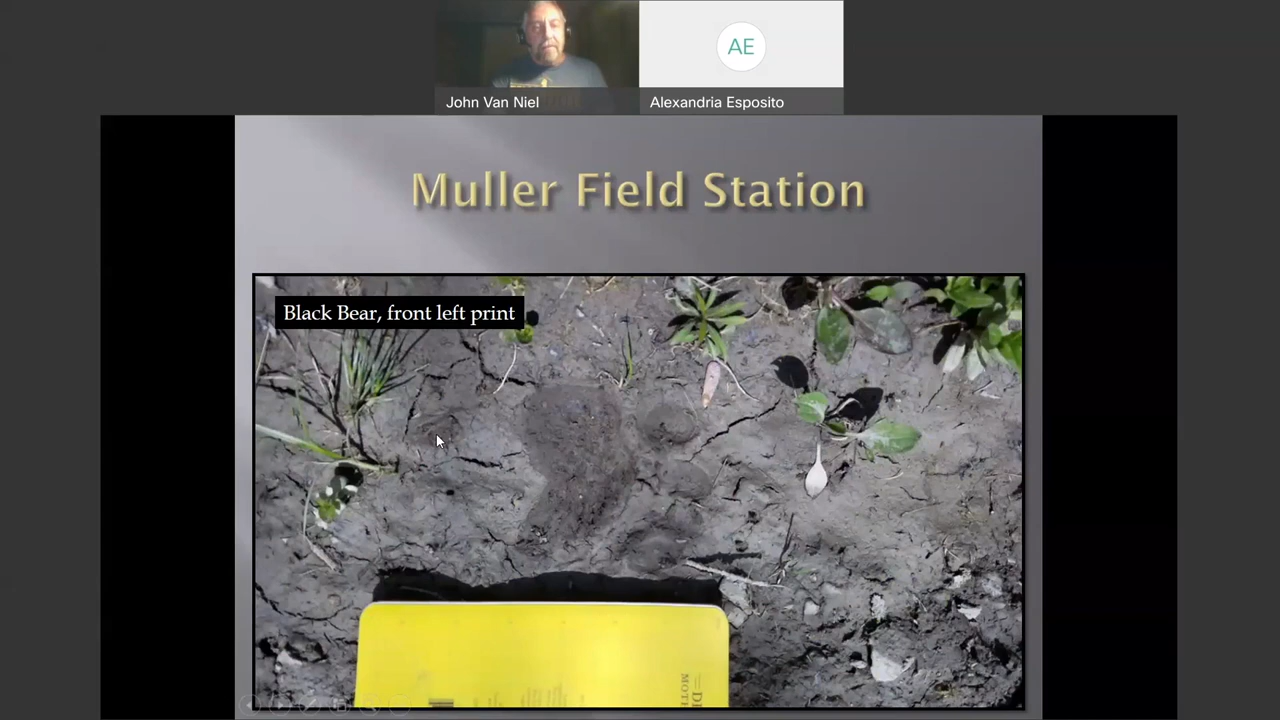 AE
John Van Niel
Alexandria Esposito
Muller Field Station
Black Bear, front left print